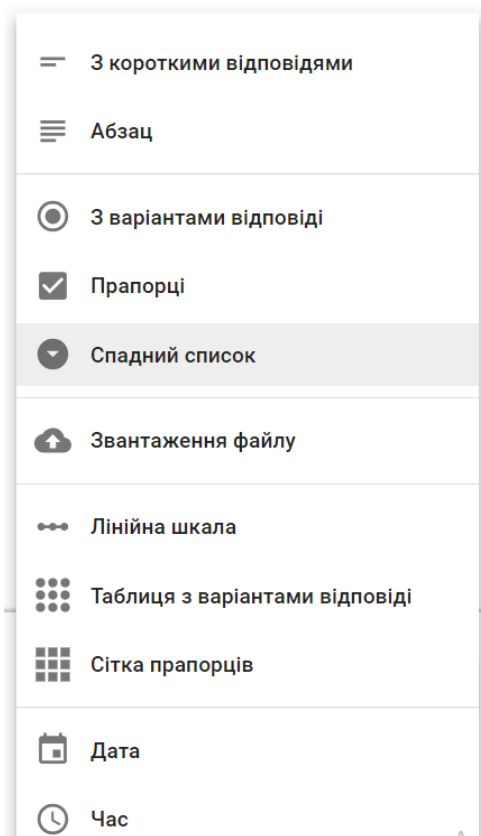 З короткими відповідями
Абзац
З варіантами відповіді
Прапорці
Спадний список
Звантаження файлу
Лінійна шкала
Таблиця з варіантами відповіді
Сітка прапорців
Дата
Час